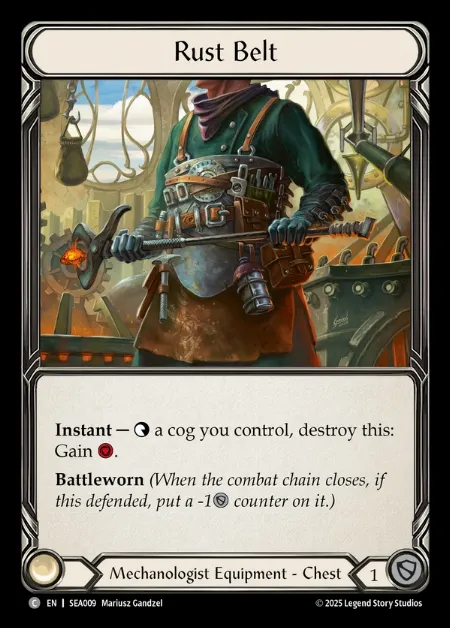 Rust Belt
Instant — a cog you control, destroy this:
Gain .
Battleworn (When the combat chain closes, if
this defended, put a -1 counter on it.)
Mechanologist Equipment - Chest
1
C EN | SEA009 Mariusz Gandzel
© 2025 Legend Story Studios